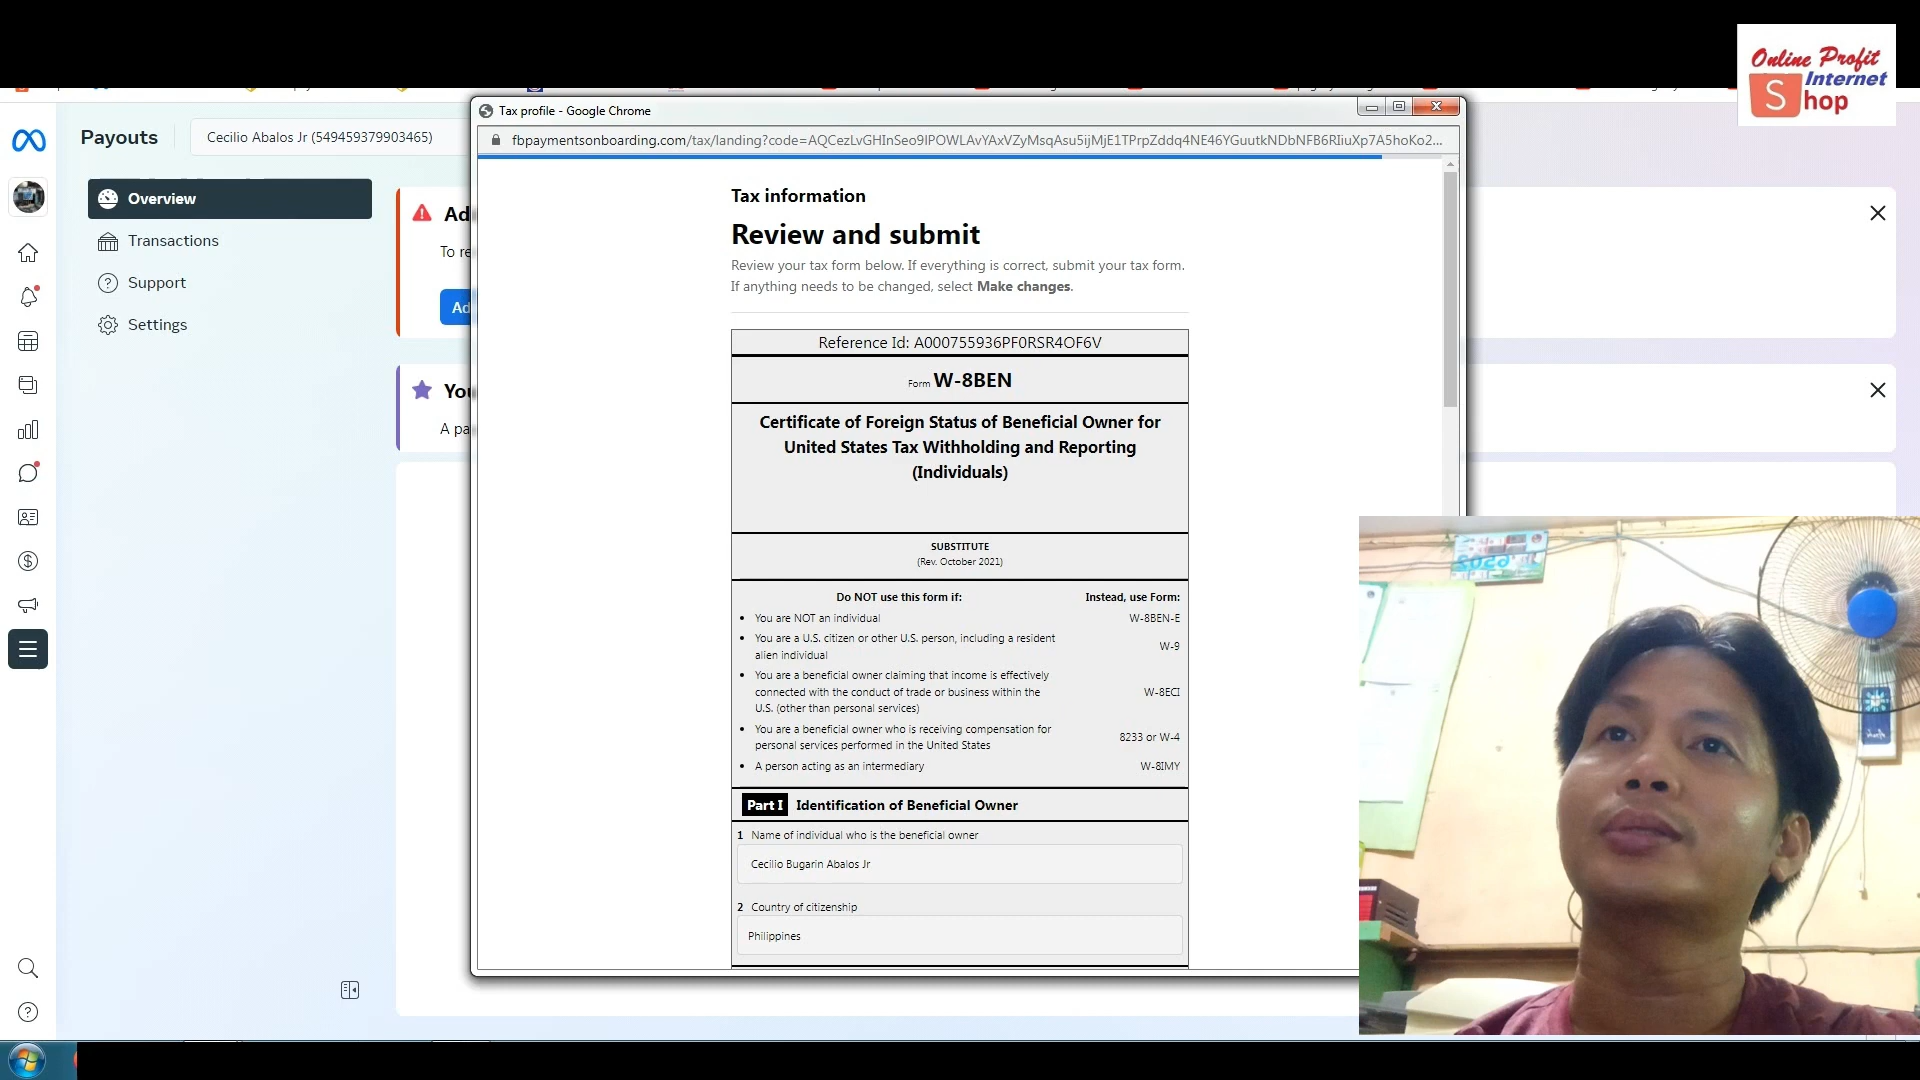 Online Profit
Internet
S hop
Tax profile - Google Chrome
fbpaymentsonboarding.com/tax/landing?code=AQCezLvGHInSeo9IPOWLAvYAxVZyMsqAsu5ijMjE1TPrpZddq4NE46YGuutkNDbNFB6RIiuXp7A5hoKo2...
Payouts
Cecilio Abalos Jr (549459379903465)
Overview
Transactions
Support
Settings
Ad
To re
Ad
You
A pa
Tax information
Review and submit
Review your tax form below. If everything is correct, submit your tax form.
If anything needs to be changed, select Make changes.
Reference Id: A000755936PF0RSR4OF6V
Form W-8BEN
Certificate of Foreign Status of Beneficial Owner for
United States Tax Withholding and Reporting
(Individuals)
SUBSTITUTE
(Rev. October 2021)
Do NOT use this form if: Instead, use Form:
• You are NOT an individual W-8BEN-E
• You are a U.S. citizen or other U.S. person, including a resident
alien individual W-9
• You are a beneficial owner claiming that income is effectively
connected with the conduct of trade or business within the
U.S. (other than personal services) W-8ECI
• You are a beneficial owner who is receiving compensation for
personal services performed in the United States 8233 or W-4
• A person acting as an intermediary W-8IMY
Part I Identification of Beneficial Owner
1 Name of individual who is the beneficial owner
Cecilio Bugarin Abalos Jr
2 Country of citizenship
Philippines